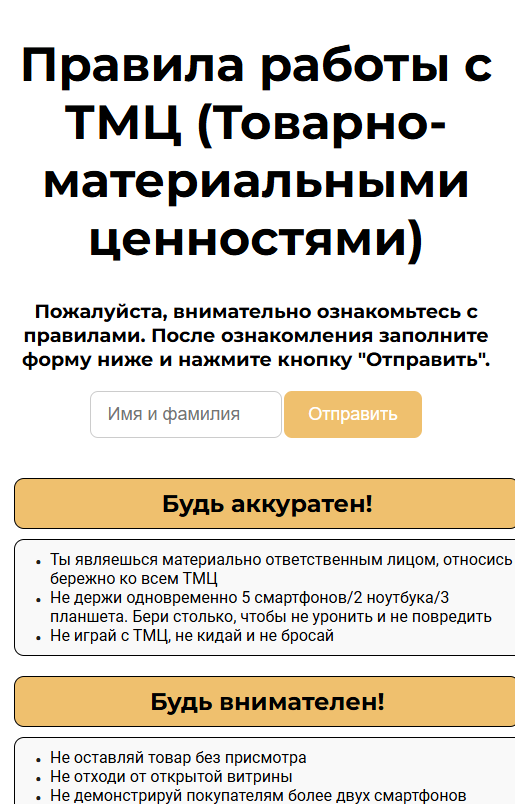 Правила работы с
ТМЦ (Товарно-
материальными
ценностями)
Пожалуйста, внимательно ознакомьтесь с
правилами. После ознакомления заполните
форму ниже и нажмите кнопку "Отправить".
Имя и фамилия
Отправить
Будь аккуратен!
• Ты являешься материально ответственным лицом, относись
бережно ко всем ТМЦ
• Не держи одновременно 5 смартфонов/2 ноутбука/3
планшета. Бери столько, чтобы не уронить и не повредить
• Не играй с ТМЦ, не кидай и не бросай
Будь внимателен!
• Не оставляй товар без присмотра
• Не отходи от открытой витрины
• Не демонстрируй покупателям более двух смартфонов